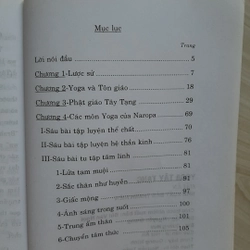 Mục lục
Trang
Lời nói đầu 5
Chương 1-Lược sử 7
Chương 2-Yoga và Tôn giáo 18
Chương 3-Phật giáo Tây Tạng 29
Chương 4-Các môn Yoga của Naropa 69
I-Sáu bài tập luyện thể chất 70
II-Sáu bài tập luyện hệ thần kinh 76
III-Sáu bài tu tập tâm linh 81
1-Lửa tam muội 81
2-Sắc thân như huyễn 91
3-Giấc mộng 97
4-Ánh sáng trong suốt 100
5-Trung ấm thân 101
6-Chuyển tâm thức 105